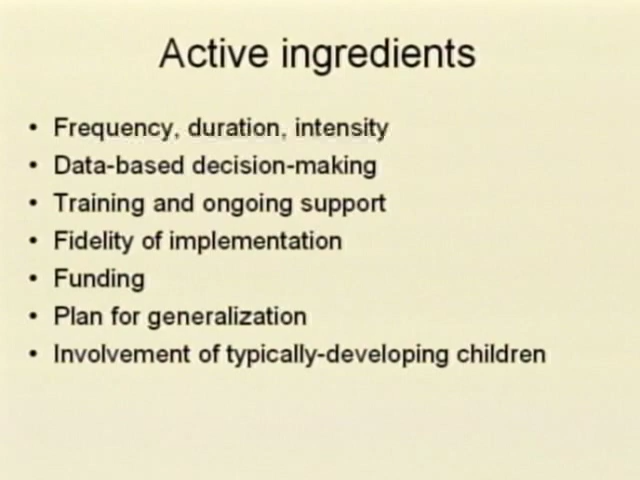 Active ingredients
• Frequency, duration, intensity
• Data-based decision-making
• Training and ongoing support
• Fidelity of implementation
• Funding
• Plan for generalization
• Involvement of typically-developing children